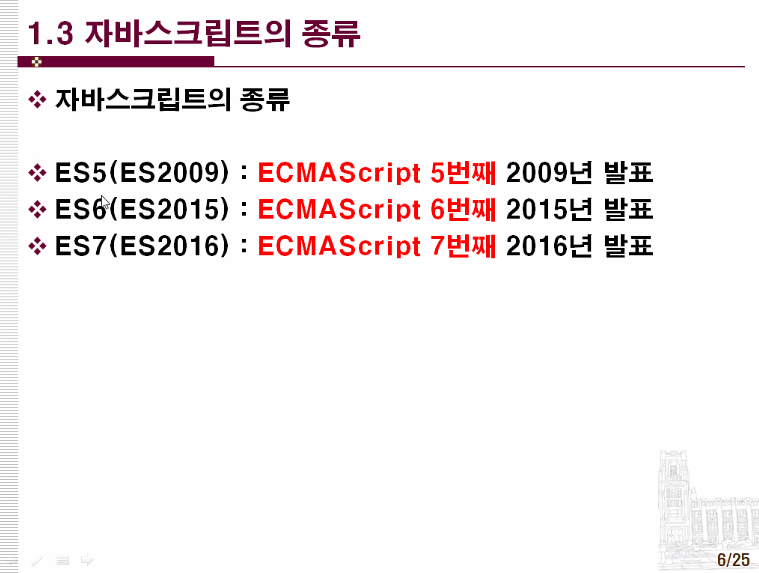 1.3 자바스크립트의 종류
자바스크립트의 종류
ES5(ES2009) : ECMAScript 5번째 2009년 발표
ES6(ES2015) : ECMAScript 6번째 2015년 발표
ES7(ES2016) : ECMAScript 7번째 2016년 발표
6/25